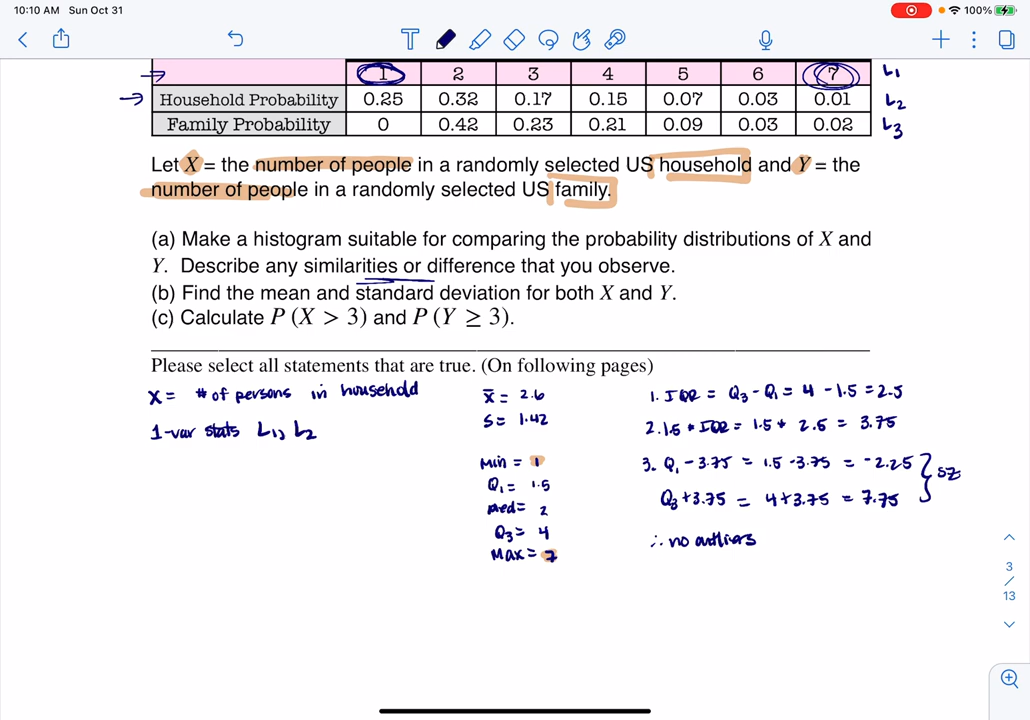 10:10 AM Sun Oct 31 100%
1 2 3 4 5 6 7 L1
Household Probability 0.25 0.32 0.17 0.15 0.07 0.03 0.01 L2
Family Probability 0 0.42 0.23 0.21 0.09 0.03 0.02 L3
Let X = the number of people in a randomly selected US household and Y = the
number of people in a randomly selected US family.
(a) Make a histogram suitable for comparing the probability distributions of X and
Y. Describe any similarities or difference that you observe.
(b) Find the mean and standard deviation for both X and Y.
(c) Calculate P (X > 3) and P (Y ≥ 3).
Please select all statements that are true. (On following pages)
X = # of persons in household
1-var stats L1, L2
x̄ = 2.6
S = 1.42
Min = 1
Q1 = 1.5
med = 2
Q3 = 4
Max = 7
1. IQR = Q3 - Q1 = 4 - 1.5 = 2.5
2. 1.5 * IQR = 1.5 * 2.5 = 3.75
3. Q1 - 3.75 = 1.5 - 3.75 = -2.25
Q3 + 3.75 = 4 + 3.75 = 7.75
SZ
∴ no outliers
3
/
13